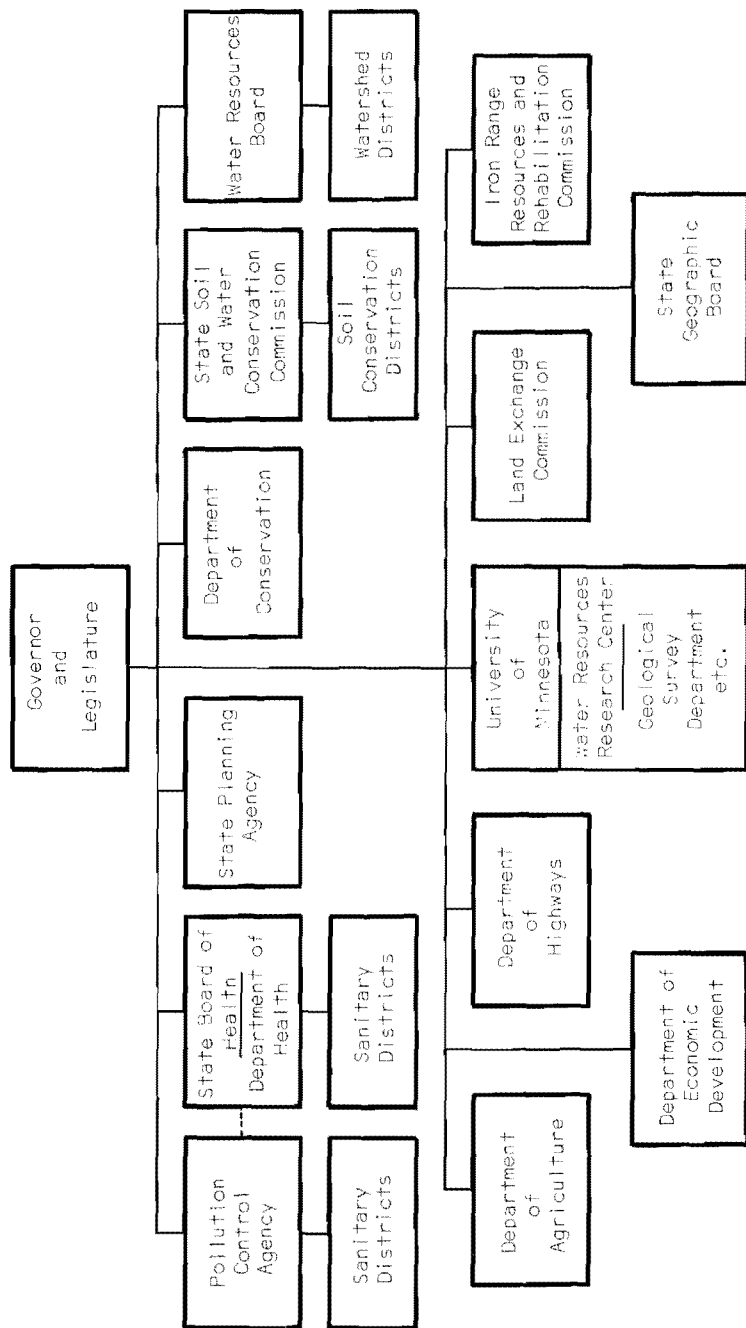 Governor
and
Legislature
Pollution
Control
Agency
State Board of
Health
Department of
Health
State Planning
Agency
Department
of
Conservation
State Soil
and Water
Conservation
Commission
Water Resources
Board
Sanitary
Districts
Sanitary
Districts
Soil
Conservation
Districts
Watershed
Districts
Department
of
Agriculture
Department
of
Highways
University
of
Minnesota
Water Resources
Research Center
Geological
Survey
Department
etc.
Land Exchange
Commission
Iron Range
Resources and
Rehabilitation
Commission
Department of
Economic
Development
State
Geographic
Board